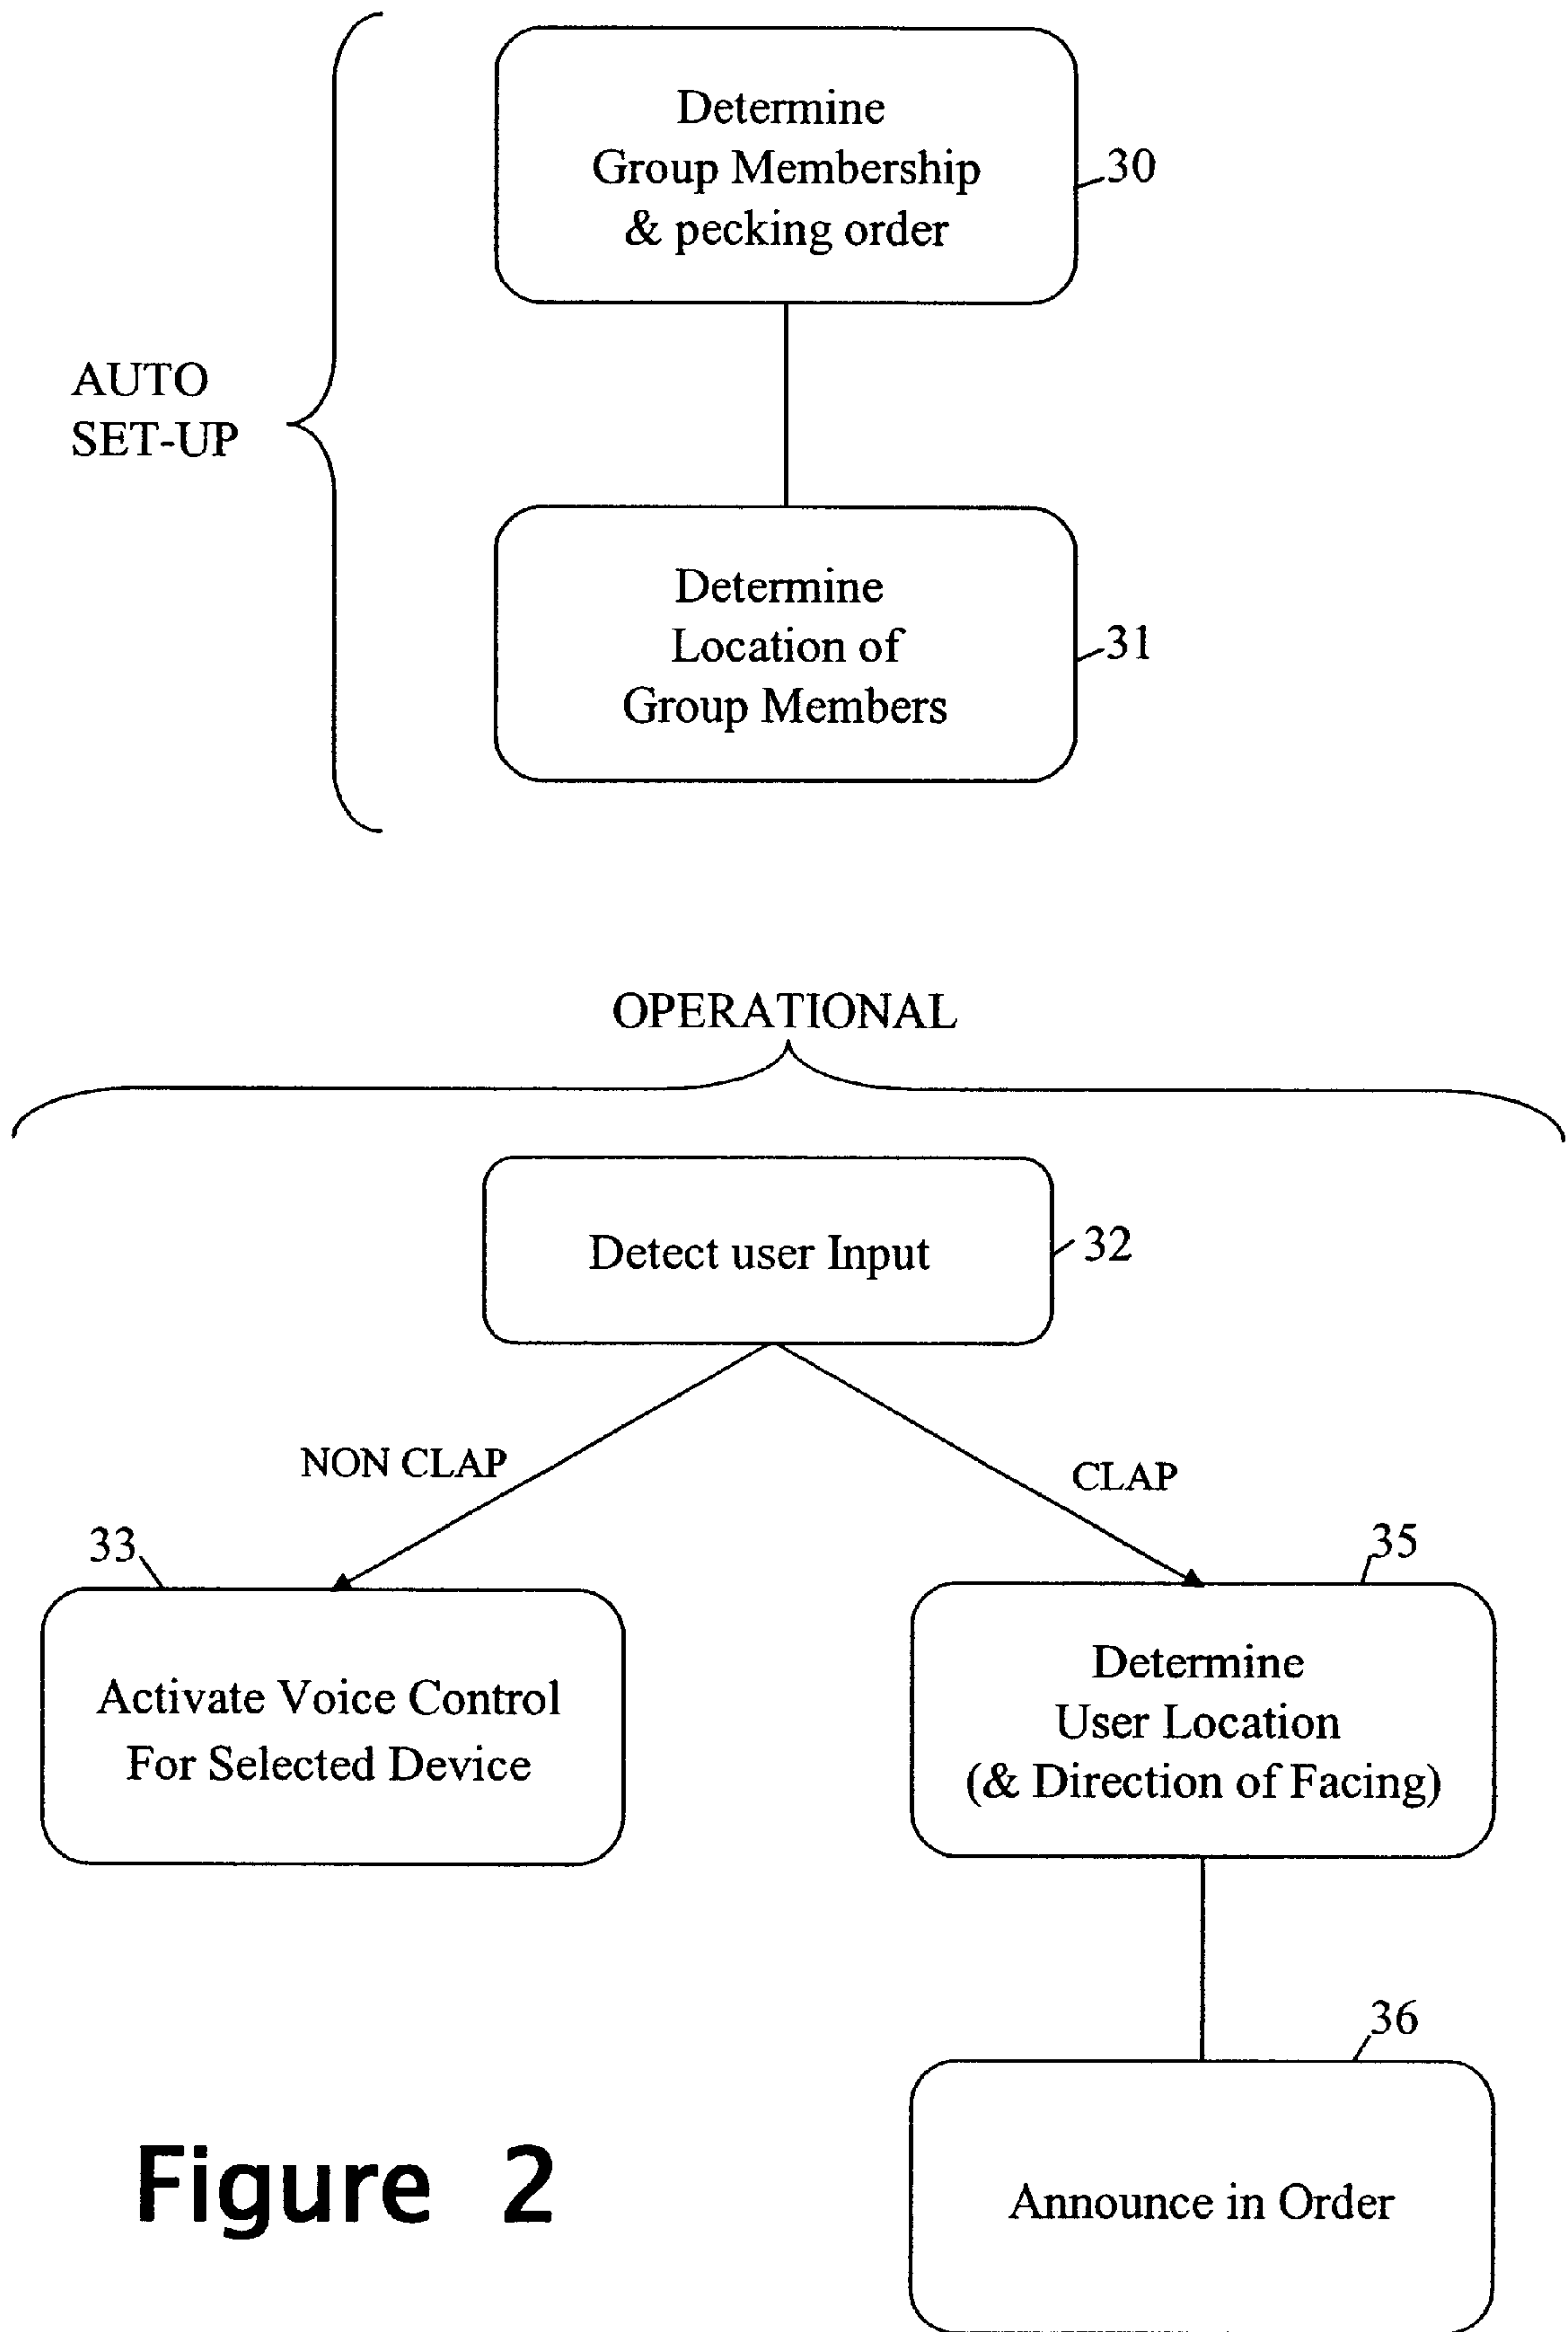 Determine
Group Membership
& pecking order
30
AUTO
SET-UP
Determine
Location of
Group Members
31
OPERATIONAL
Detect user Input
32
NON CLAP
CLAP
33
Activate Voice Control
For Selected Device
35
Determine
User Location
(& Direction of Facing)
36
Announce in Order
Figure 2